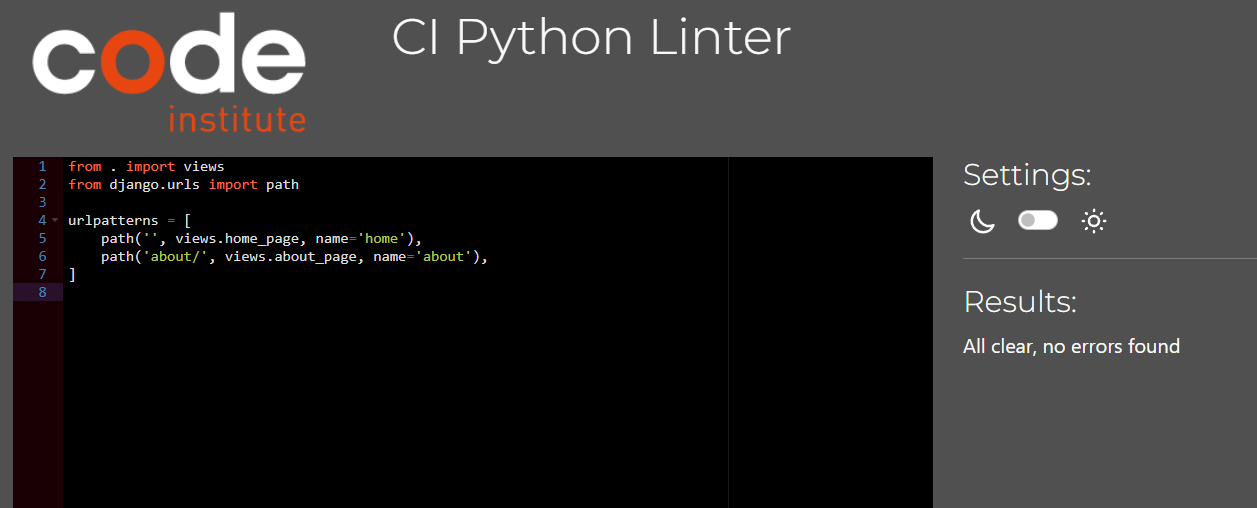 code
institute
CI Python Linter
1 from . import views
2 from django.urls import path
3
4 urlpatterns = [
5     path('', views.home_page, name='home'),
6     path('about/', views.about_page, name='about'),
7 ]
8
Settings:
Results:
All clear, no errors found